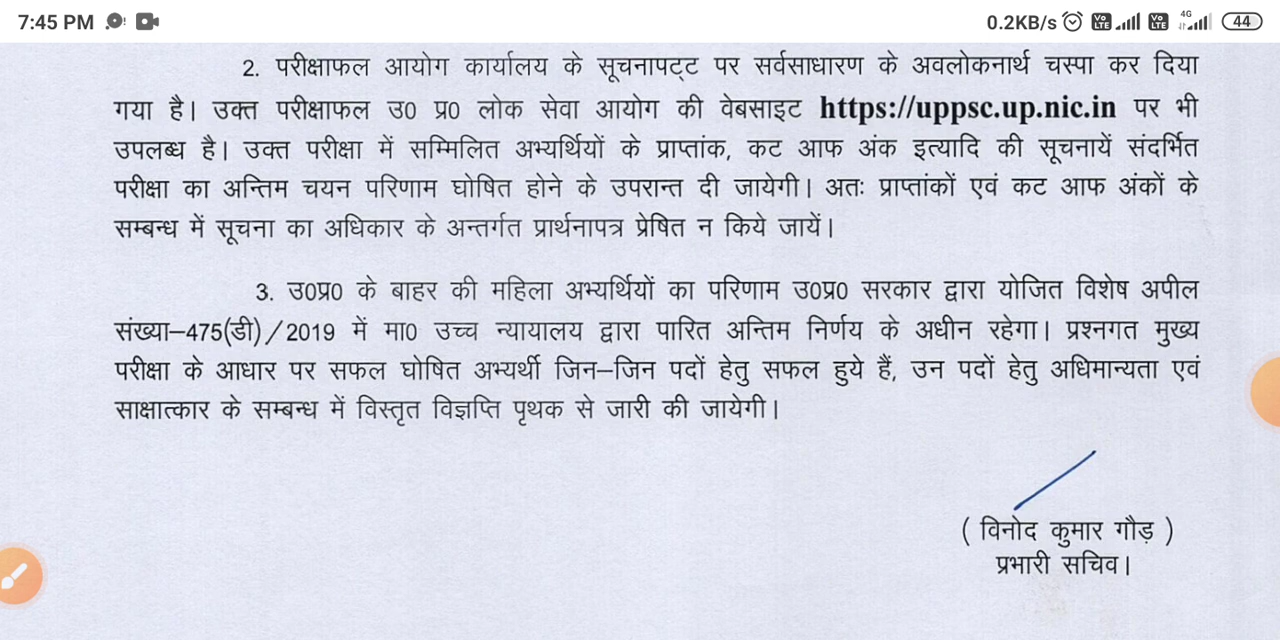 7:45 PM 0.2KB/s Vo LTE Vo LTE 4G 44
2. परीक्षाफल आयोग कार्यालय के सूचनापट्ट पर सर्वसाधारण के अवलोकनार्थ चस्पा कर दिया
गया है। उक्त परीक्षाफल उ0 प्र0 लोक सेवा आयोग की वेबसाइट https://uppsc.up.nic.in पर भी
उपलब्ध है। उक्त परीक्षा में सम्मिलित अभ्यर्थियों के प्राप्तांक, कट आफ अंक इत्यादि की सूचनायें संदर्भित
परीक्षा का अन्तिम चयन परिणाम घोषित होने के उपरान्त दी जायेगी। अतः प्राप्तांकों एवं कट आफ अंकों के
सम्बन्ध में सूचना का अधिकार के अन्तर्गत प्रार्थनापत्र प्रेषित न किये जायें।
3. उ0प्र0 के बाहर की महिला अभ्यर्थियों का परिणाम उ0प्र0 सरकार द्वारा योजित विशेष अपील
संख्या–475(डी)/2019 में मा0 उच्च न्यायालय द्वारा पारित अन्तिम निर्णय के अधीन रहेगा। प्रश्नगत मुख्य
परीक्षा के आधार पर सफल घोषित अभ्यर्थी जिन–जिन पदों हेतु सफल हुये हैं, उन पदों हेतु अधिमान्यता एवं
साक्षात्कार के सम्बन्ध में विस्तृत विज्ञप्ति पृथक से जारी की जायेगी।
( विनोद कुमार गौड़ )
प्रभारी सचिव।